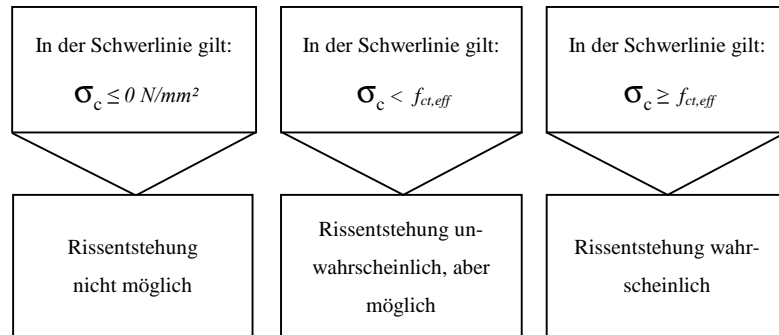 In der Schwerlinie gilt:
σc ≤ 0 N/mm²
In der Schwerlinie gilt:
σc < fct,eff
In der Schwerlinie gilt:
σc ≥ fct,eff
Rissentstehung
nicht möglich
Rissentstehung un-
wahrscheinlich, aber
möglich
Rissentstehung wahr-
scheinlich